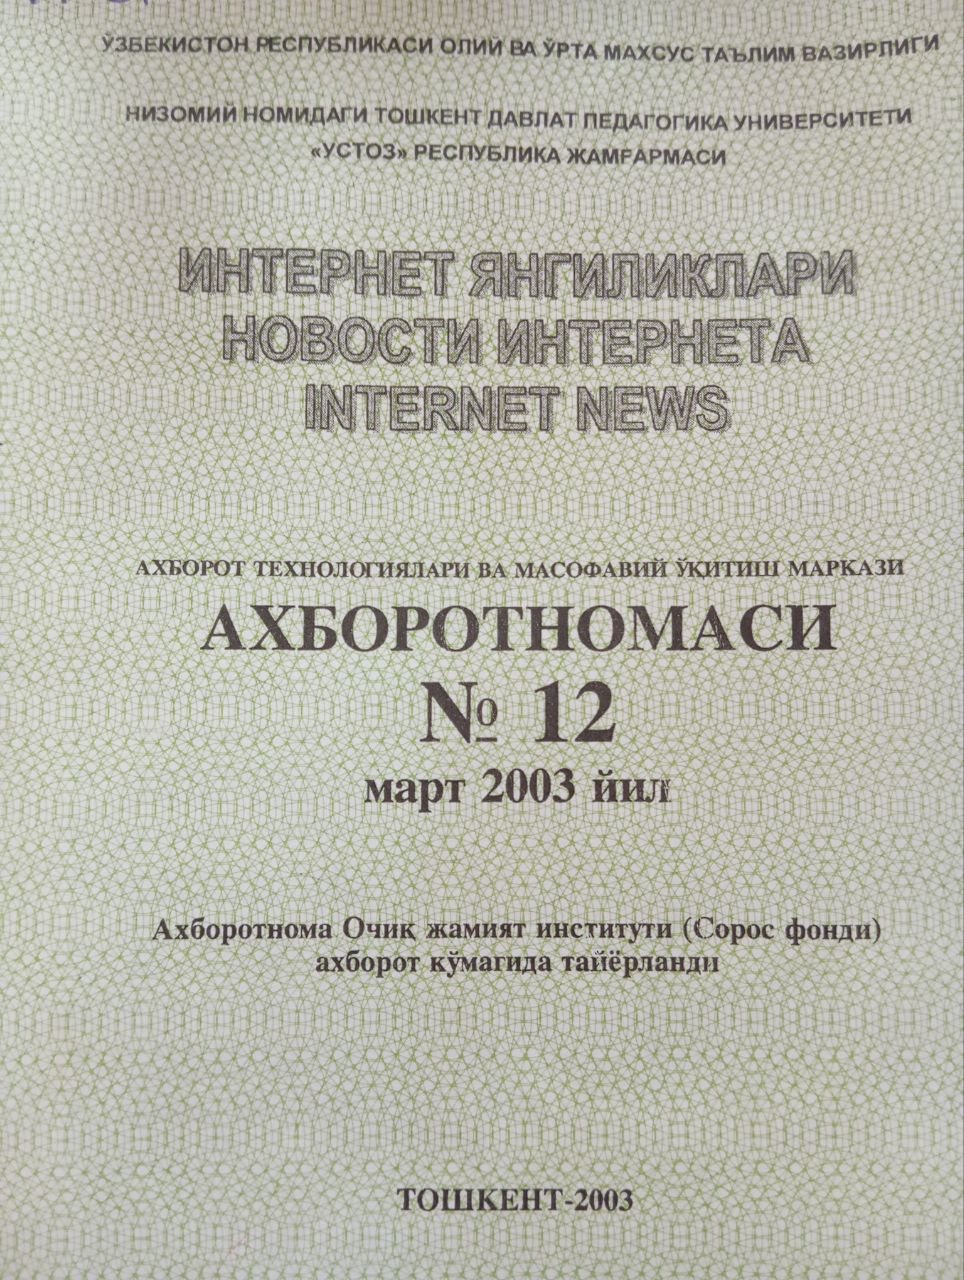 ЎЗБЕКИСТОН РЕСПУБЛИКАСИ ОЛИЙ ВА ЎРТА МАХСУС ТАЪЛИМ ВАЗИРЛИГИ
НИЗОМИЙ НОМИДАГИ ТОШКЕНТ ДАВЛАТ ПЕДАГОГИКА УНИВЕРСИТЕТИ
«УСТОЗ» РЕСПУБЛИКА ЖАМҒАРМАСИ
ИНТЕРНЕТ ЯНГИЛИКЛАРИ
НОВОСТИ ИНТЕРНЕТА
INTERNET NEWS
АХБОРОТ ТЕХНОЛОГИЯЛАРИ ВА МАСОФАВИЙ ЎҚИТИШ МАРКАЗИ
АХБОРОТНОМАСИ
№ 12
март 2003 йил
Ахборотнома Очиқ жамият институти (Сорос фонди)
ахборот кўмагида тайёрланди
ТОШКЕНТ-2003